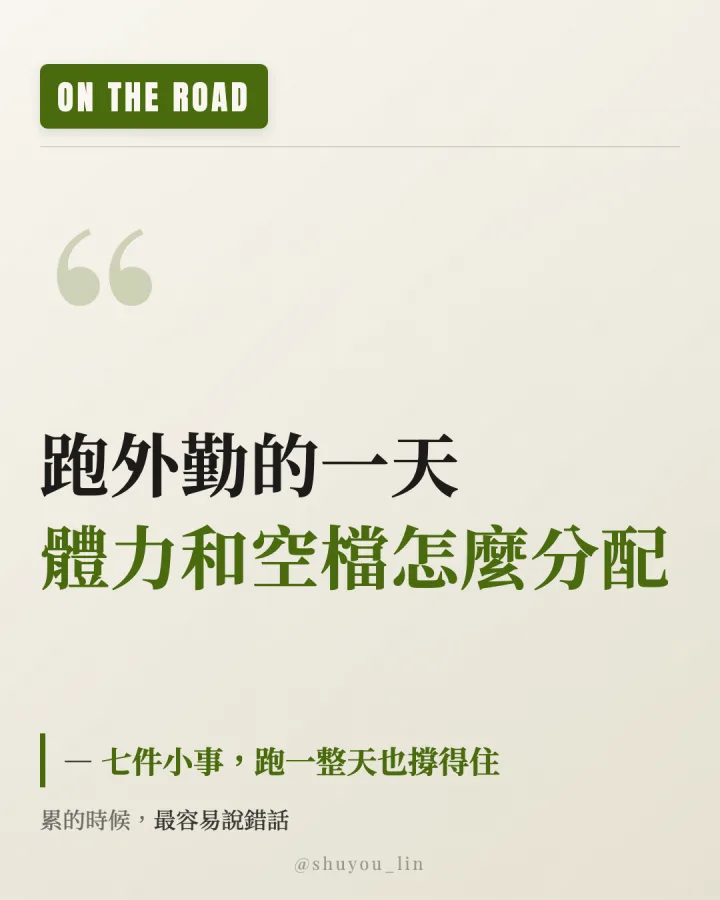 ON THE ROAD
“
跑外勤的一天
體力和空檔怎麼分配
— 七件小事，跑一整天也撐得住
累的時候，最容易說錯話
@shuyou_lin